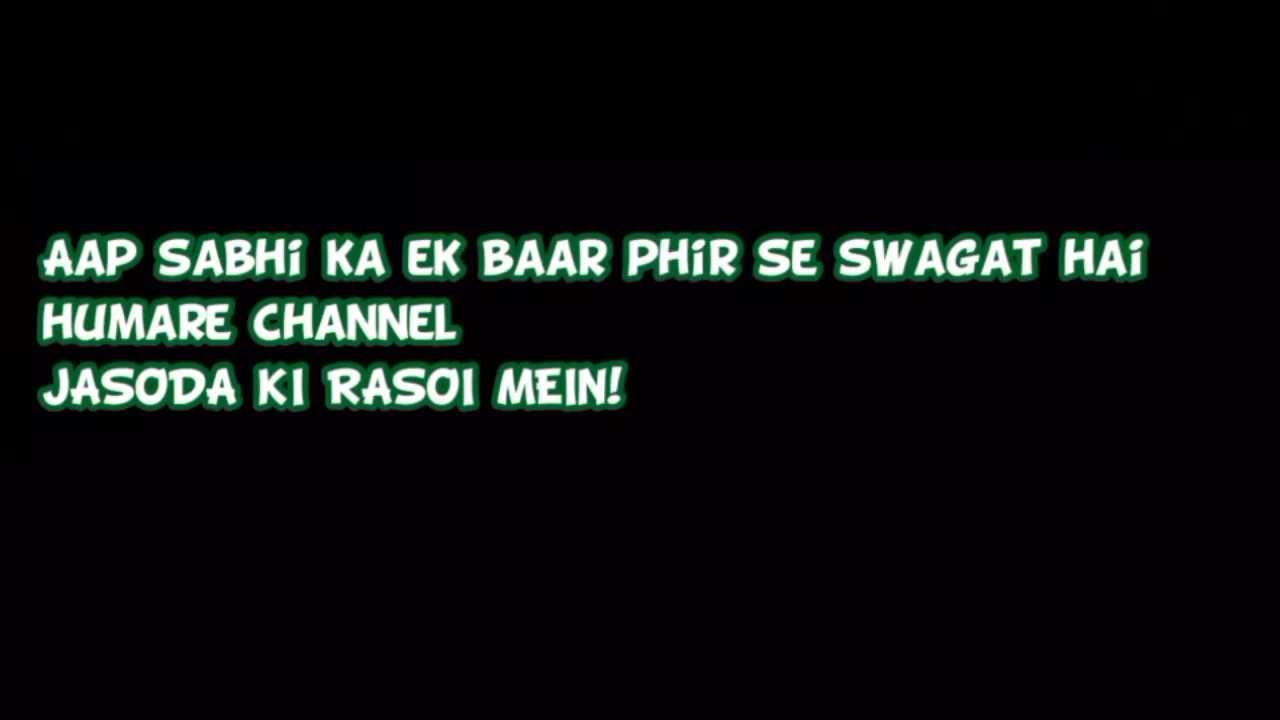 AAP SABHi KA EK BAAR PHiR SE SWAGAT HAi
HUMARE CHANNEL
JASODA KI RASOI MEIN!